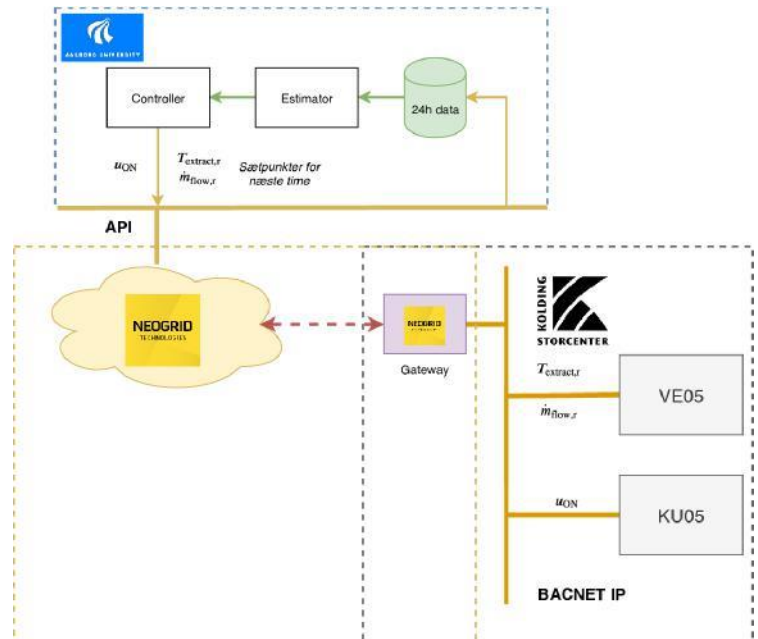 AALBORG UNIVERSITY
Controller
Estimator
24h data
u_ON
T_extract,r
ṁ_flow,r
Sætpunkter for
næste time
API
NEOGRID
TECHNOLOGIES
NEOGRID
Gateway
KOLDING
STORCENTER
T_extract,r
ṁ_flow,r
VE05
u_ON
KU05
BACNET IP